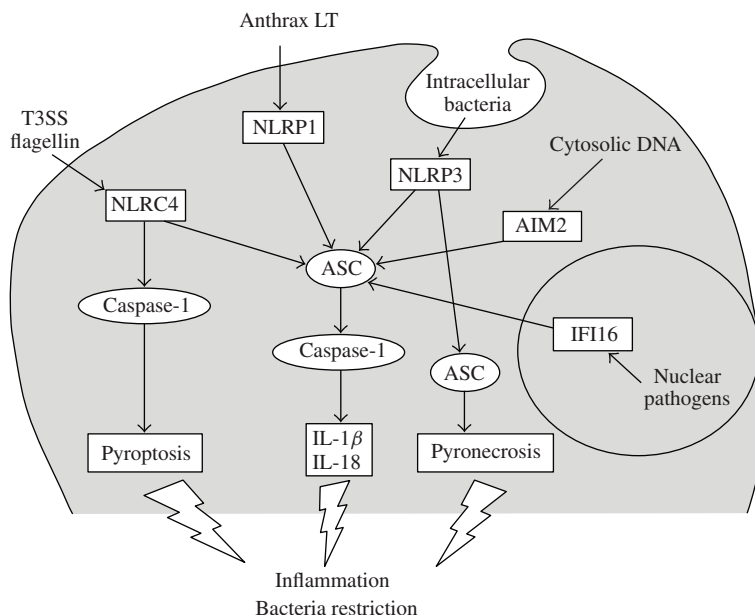 Anthrax LT
Intracellular
bacteria
T3SS
flagellin
NLRP1
Cytosolic DNA
NLRP3
NLRC4
AIM2
ASC
Caspase-1
IFI16
Caspase-1
ASC
Nuclear
pathogens
Pyroptosis
IL-1β
IL-18
Pyronecrosis
Inflammation
Bacteria restriction